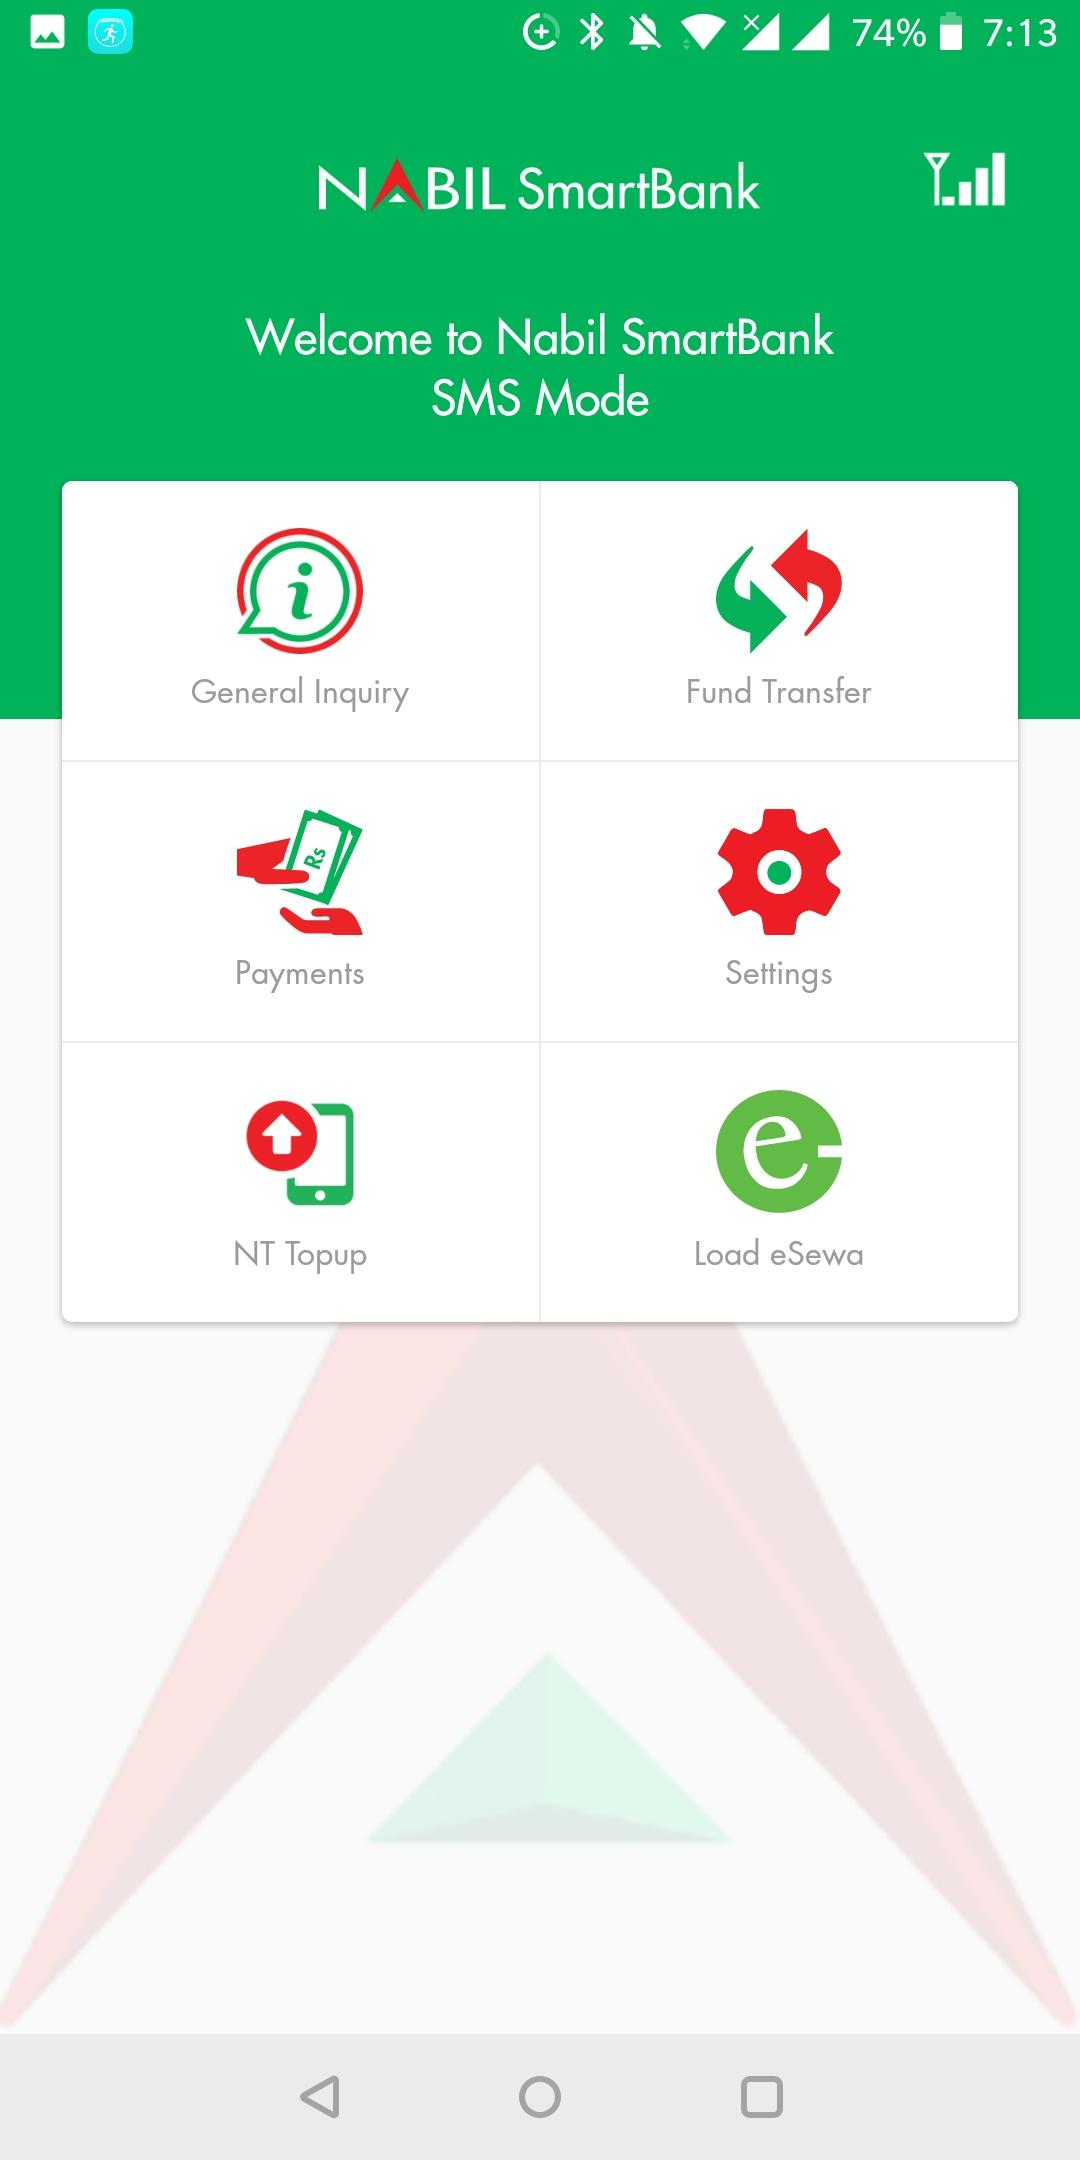 74% 7:13
NABIL SmartBank
Welcome to Nabil SmartBank
SMS Mode
General Inquiry
Fund Transfer
Rs
Payments
Settings
NT Topup
Load eSewa